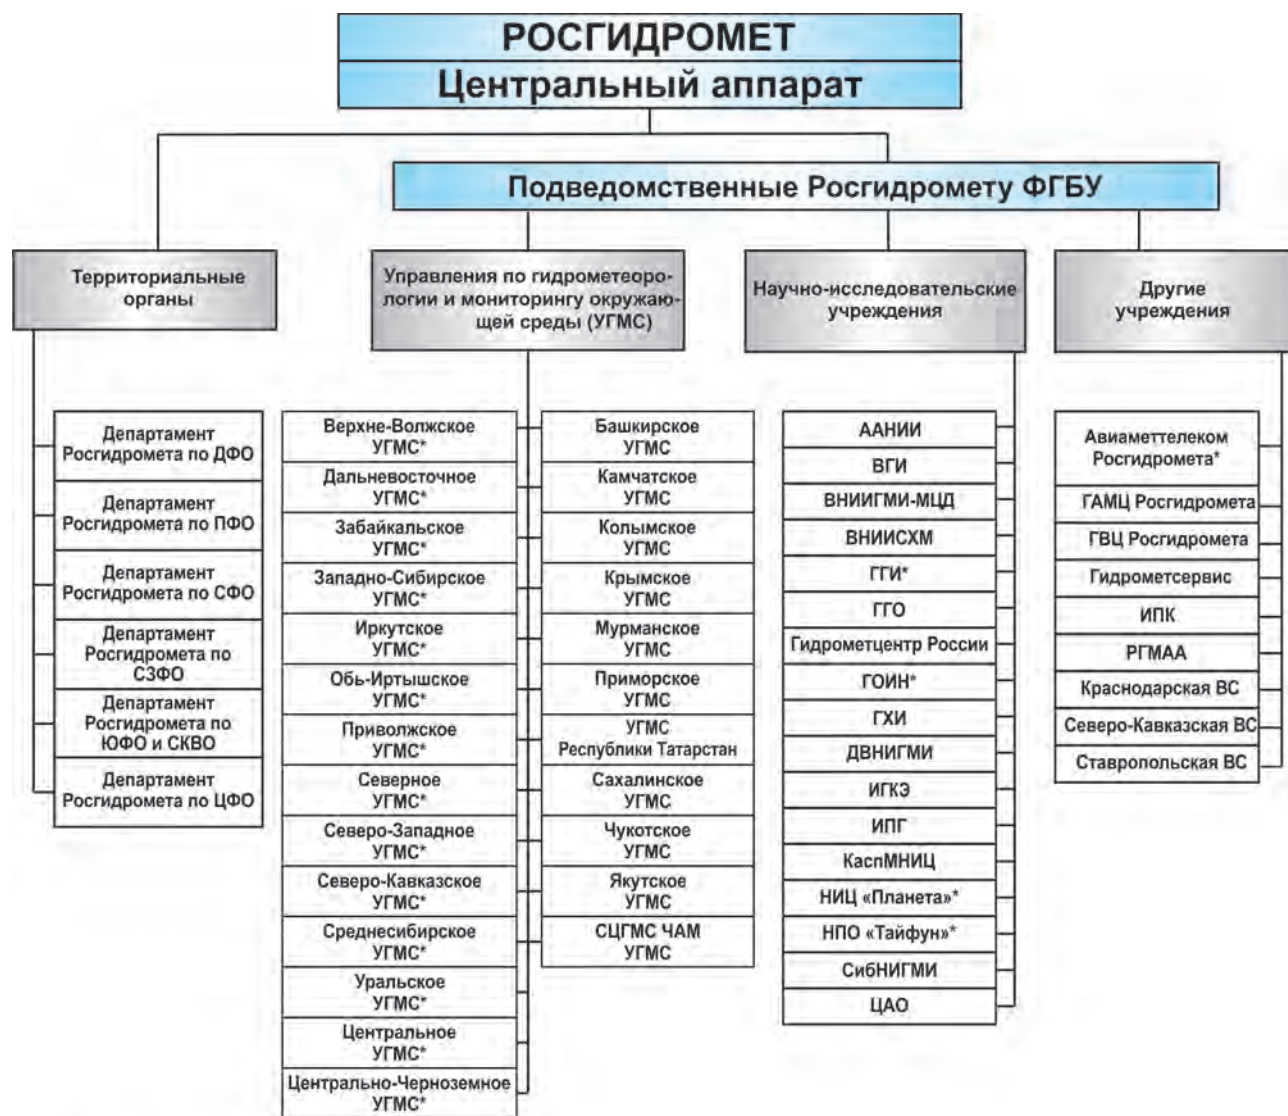 РОСГИДРОМЕТ
Центральный аппарат
Подведомственные Росгидромету ФГБУ
Территориальные
органы
Управления по гидрометеоро-
логии и мониторингу окружаю-
щей среды (УГМС)
Научно-исследовательские
учреждения
Другие
учреждения
Департамент
Росгидромета по ДФО
Департамент
Росгидромета по ПФО
Департамент
Росгидромета по СФО
Департамент
Росгидромета по
СЗФО
Департамент
Росгидромета по
ЮФО и СКВО
Департамент
Росгидромета по ЦФО
Верхне-Волжское
УГМС*
Дальневосточное
УГМС*
Забайкальское
УГМС*
Западно-Сибирское
УГМС*
Иркутское
УГМС*
Обь-Иртышское
УГМС*
Приволжское
УГМС*
Северное
УГМС*
Северо-Западное
УГМС*
Северо-Кавказское
УГМС*
Среднесибирское
УГМС*
Уральское
УГМС*
Центральное
УГМС*
Центрально-Черноземное
УГМС*
Башкирское
УГМС
Камчатское
УГМС
Колымское
УГМС
Крымское
УГМС
Мурманское
УГМС
Приморское
УГМС
УГМС
Республики Татарстан
Сахалинское
УГМС
Чукотское
УГМС
Якутское
УГМС
СЦГМС ЧАМ
УГМС
ААНИИ
ВГИ
ВНИИГМИ-МЦД
ВНИИСХМ
ГГИ*
ГГО
Гидрометцентр России
ГОИН*
ГХИ
ДВНИГМИ
ИГКЭ
ИПГ
КаспМНИЦ
НИЦ «Планета»*
НПО «Тайфун»*
СибНИГМИ
ЦАО
Авиаметтелеком
Росгидромета*
ГАМЦ Росгидромета
ГВЦ Росгидромета
Гидрометсервис
ИПК
РГМАА
Краснодарская ВС
Северо-Кавказская ВС
Ставропольская ВС